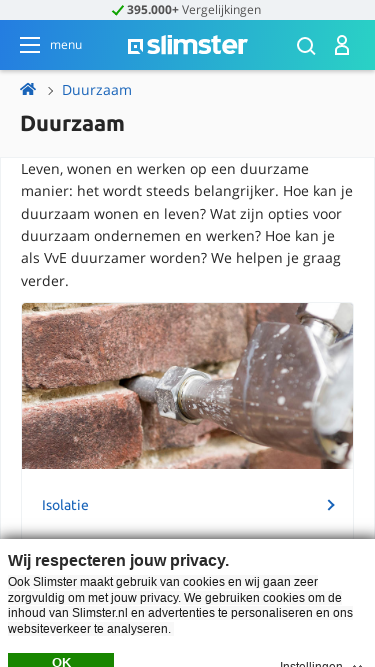 395.000+ Vergelijkingen
menu
slimster
Duurzaam
Duurzaam
Leven, wonen en werken op een duurzame
manier: het wordt steeds belangrijker. Hoe kan je
duurzaam wonen en leven? Wat zijn opties voor
duurzaam ondernemen en werken? Hoe kan je
als VvE duurzamer worden? We helpen je graag
verder.
Isolatie
Wij respecteren jouw privacy.
Ook Slimster maakt gebruik van cookies en wij gaan zeer
zorgvuldig om met jouw privacy. We gebruiken cookies om de
inhoud van Slimster.nl en advertenties te personaliseren en ons
websiteverkeer te analyseren.
OK
Instellingen